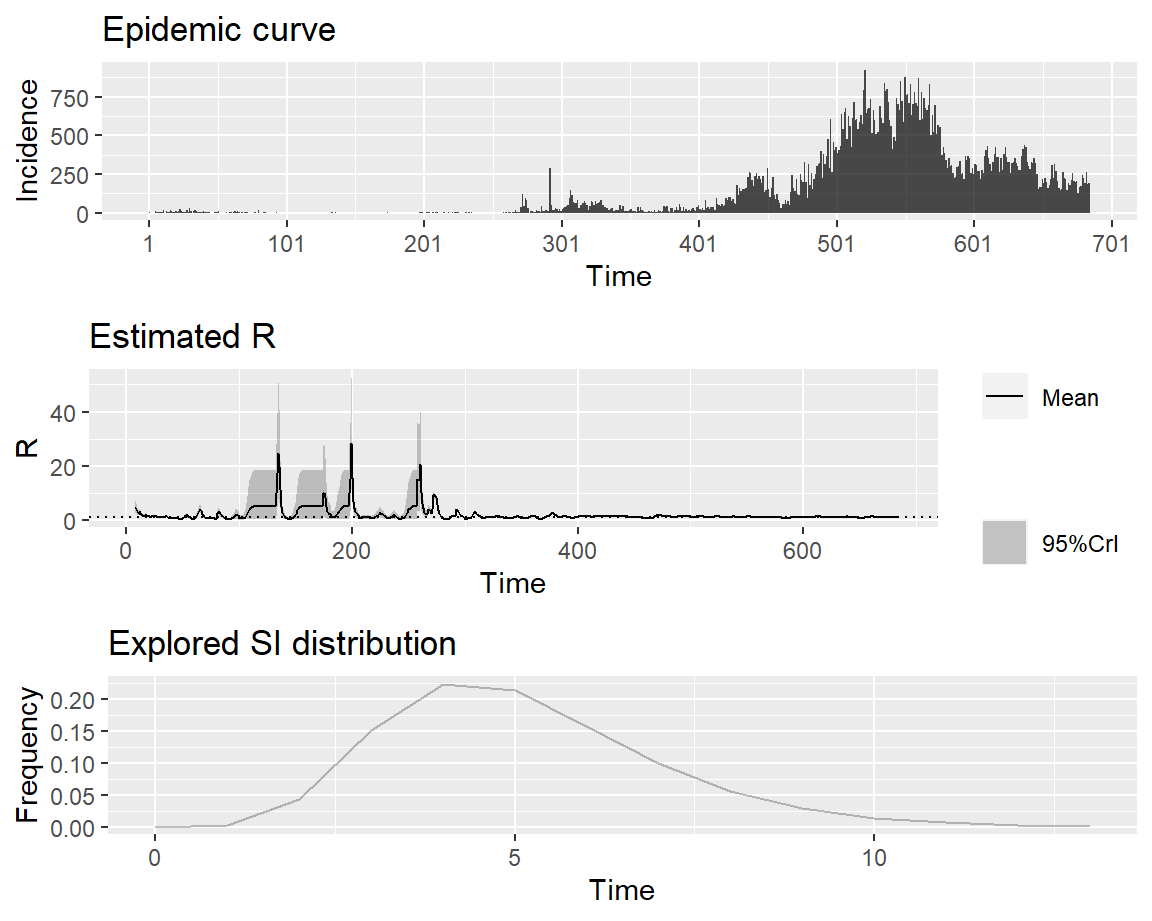 Epidemic curve
Incidence
750
500
250
0
1 101 201 301 401 501 601 701
Time
Estimated R
R
40
20
0
0 200 400 600
Time
Mean
95%CrI
Explored SI distribution
Frequency
0.20
0.15
0.10
0.05
0.00
0 5 10
Time